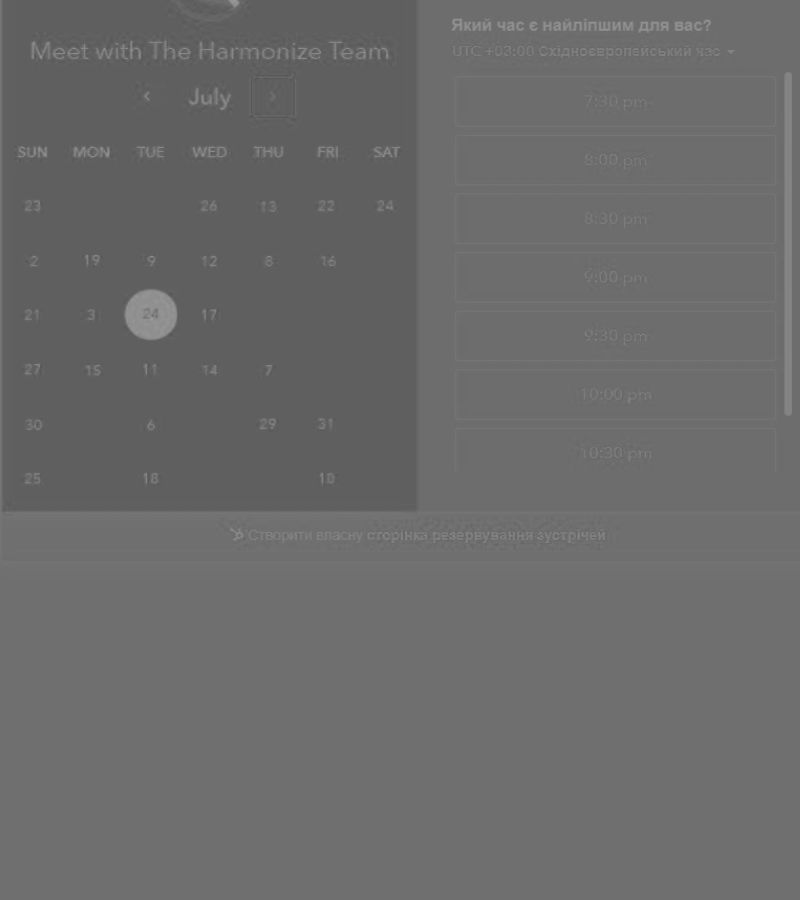 Meet with The Harmonize Team
July
SUN MON TUE WED THU FRI SAT
23 26 13 22 24
2 19 9 12 8 16
21 3 24 17
27 15 11 14 7
30 6 29 31
25 18 10
Який час є найліпшим для вас?
UTC +03:00 Східноєвропейський час
7:30 pm
8:00 pm
8:30 pm
9:00 pm
9:30 pm
10:00 pm
10:30 pm
Створити власну сторінка резервування зустрічей